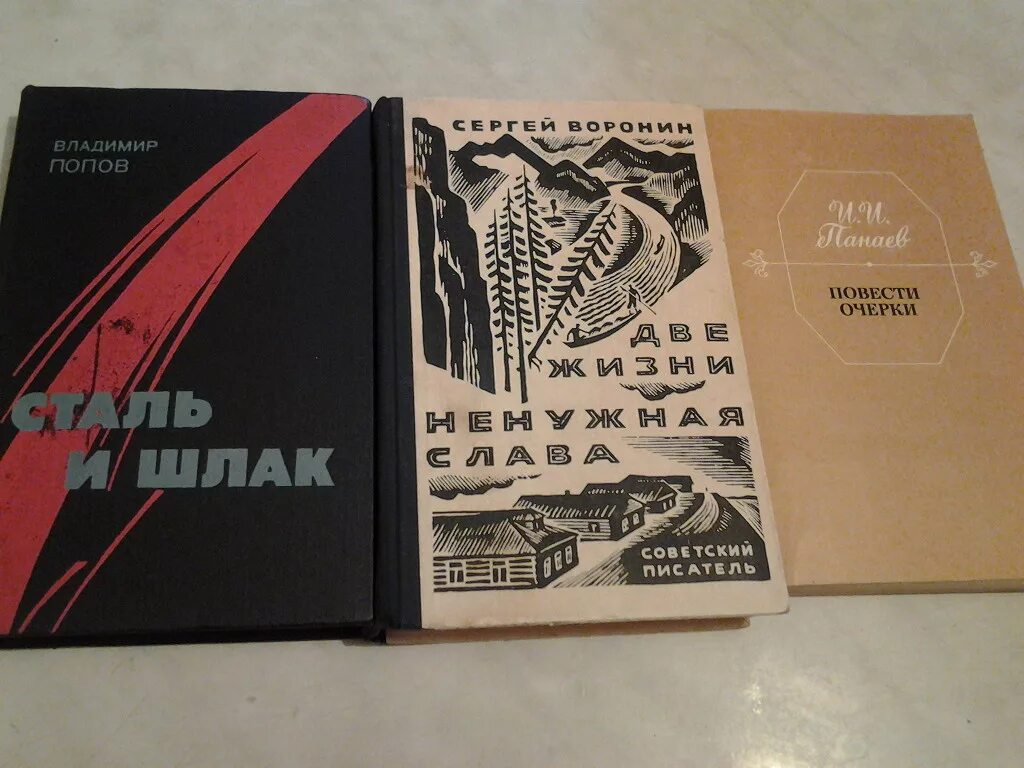 ВЛАДИМИР
ПОПОВ
СТАЛЬ
И ШЛАК
СЕРГЕЙ ВОРОНИН
ДВЕ
ЖИЗНИ
НЕНУЖНАЯ
СЛАВА
СОВЕТСКИЙ
ПИСАТЕЛЬ
И.И.
Панаев
ПОВЕСТИ
ОЧЕРКИ